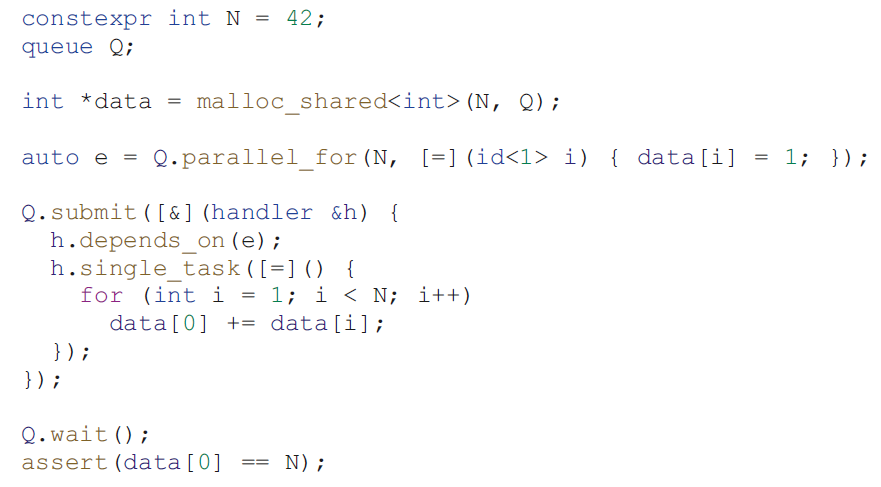 constexpr int N = 42;
queue Q;

int *data = malloc_shared<int>(N, Q);

auto e = Q.parallel_for(N, [=](id<1> i) { data[i] = 1; });

Q.submit([&](handler &h) {
  h.depends_on(e);
  h.single_task([=]() {
    for (int i = 1; i < N; i++)
      data[0] += data[i];
  });
});

Q.wait();
assert(data[0] == N);